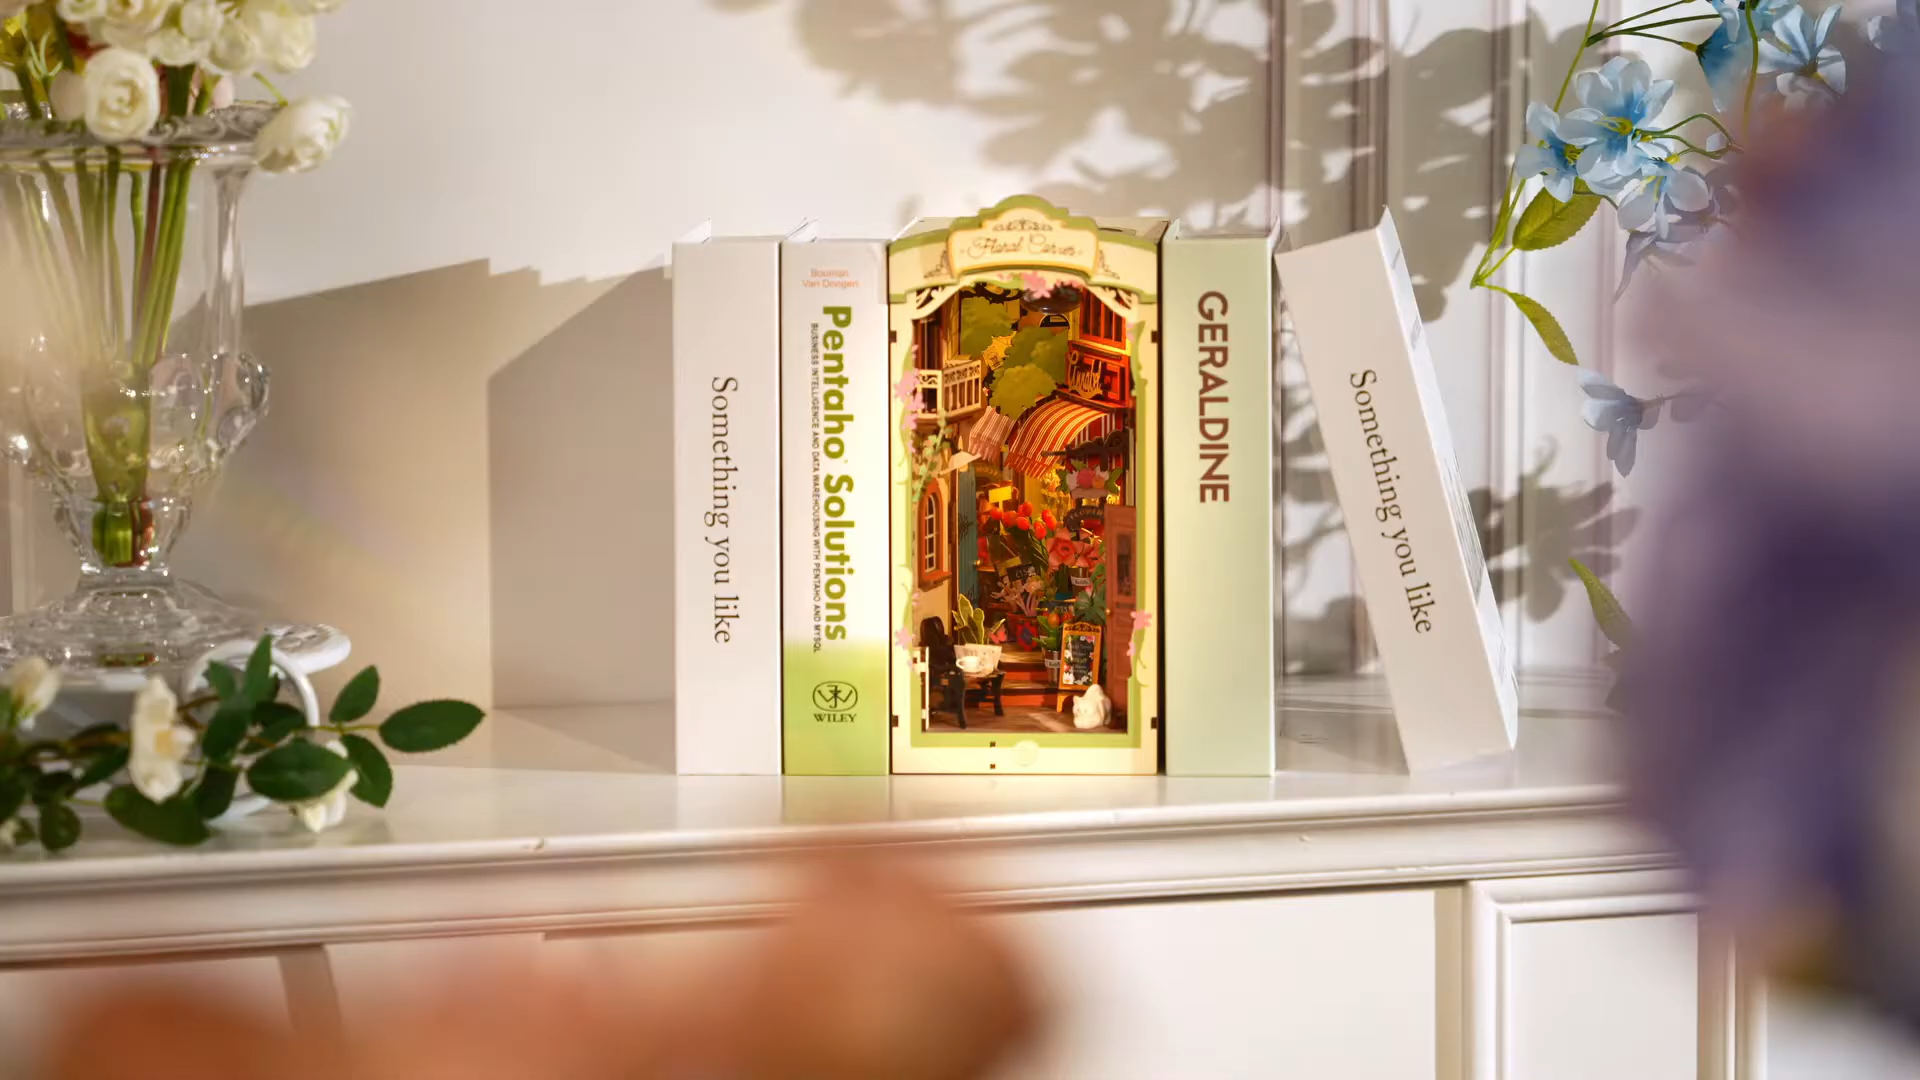 Something you like
Bouman
Van Dongen
Pentaho® Solutions
BUSINESS INTELLIGENCE AND DATA WAREHOUSING WITH PENTAHO AND MYSQL
WILEY
Floral Corner
GERALDINE
Something you like